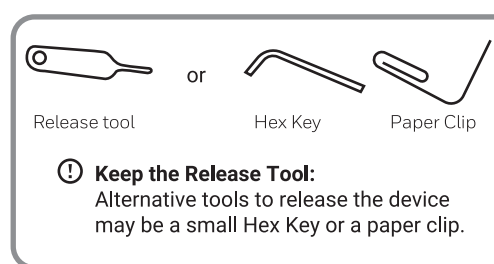 or
Release tool
Hex Key
Paper Clip
! Keep the Release Tool:
Alternative tools to release the device
may be a small Hex Key or a paper clip.